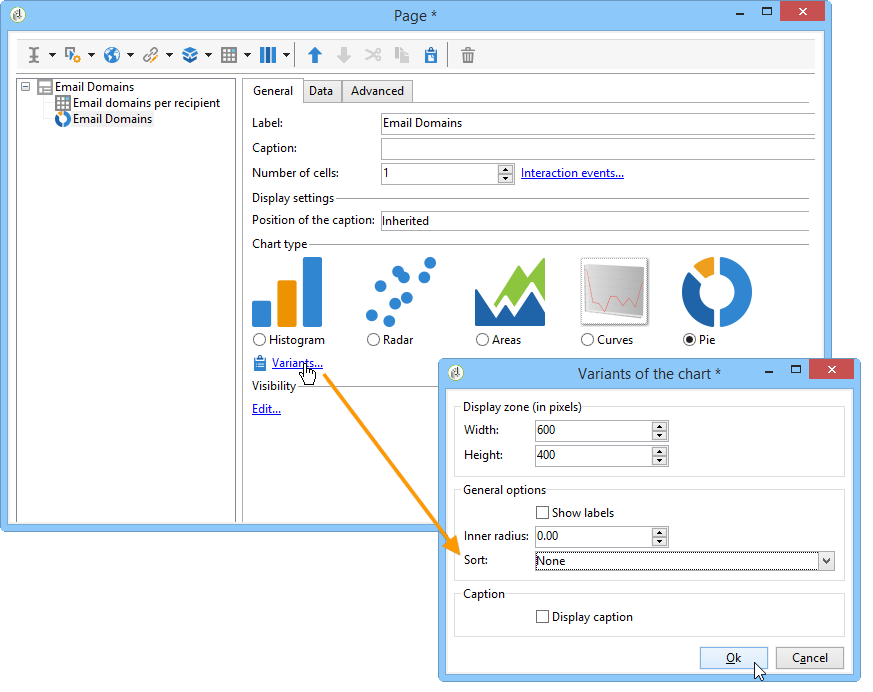 Page *
Email Domains
Email domains per recipient
Email Domains
General
Data
Advanced
Label:
Email Domains
Caption:
Number of cells:
1
Interaction events...
Display settings
Position of the caption:
Inherited
Chart type
Histogram
Radar
Areas
Curves
Pie
Variants...
Visibility
Edit...
Variants of the chart *
Display zone (in pixels)
Width:
600
Height:
400
General options
Show labels
Inner radius:
0.00
Sort:
None
Caption
Display caption
Ok
Cancel